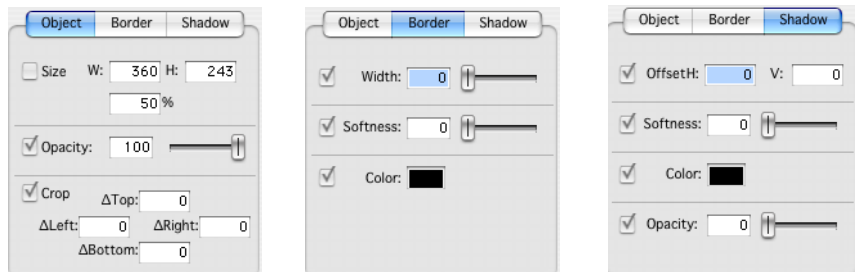 Object Border Shadow
Size W: 360 H: 243
50 %
Opacity: 100
Crop ΔTop: 0
ΔLeft: 0 ΔRight: 0
ΔBottom: 0
Object Border Shadow
Width: 0
Softness: 0
Color:
Object Border Shadow
OffsetH: 0 V: 0
Softness: 0
Color:
Opacity: 0